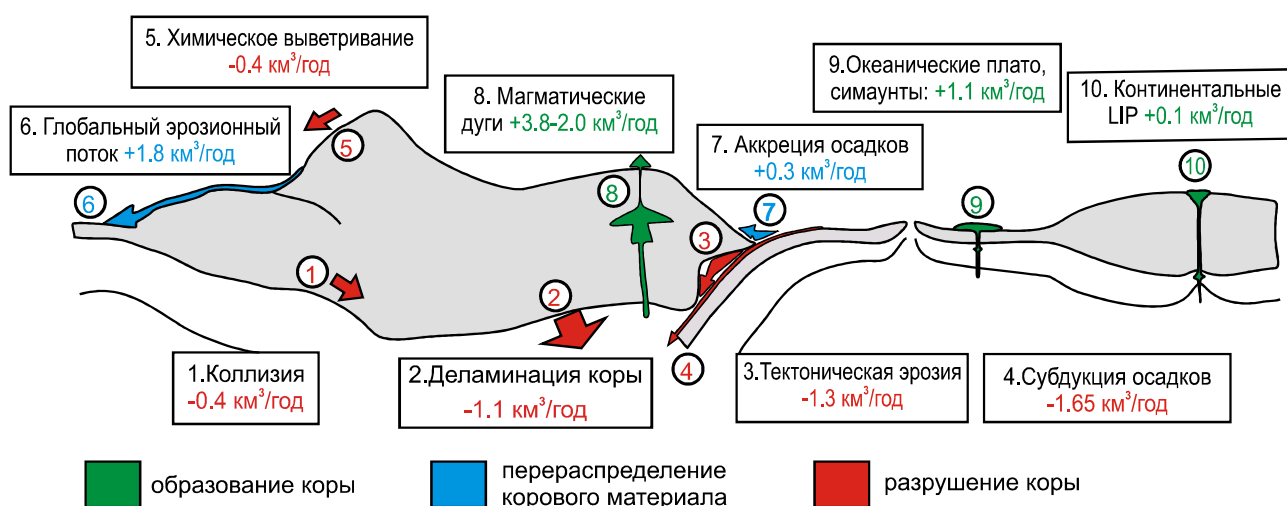 5. Химическое выветривание
-0.4 км³/год
6. Глобальный эрозионный
поток +1.8 км³/год
8. Магматические
дуги +3.8-2.0 км³/год
9.Океанические плато,
симаунты: +1.1 км³/год
10. Континентальные
LIP +0.1 км³/год
7. Аккреция осадков
+0.3 км³/год
5
6
8
7
3
9
10
1
2
4
1.Коллизия
-0.4 км³/год
2.Деламинация коры
-1.1 км³/год
3.Тектоническая эрозия
-1.3 км³/год
4.Субдукция осадков
-1.65 км³/год
образование коры
перераспределение
корового материала
разрушение коры